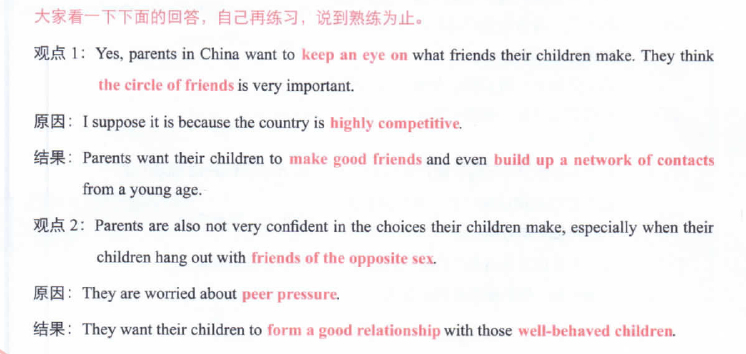 大家看一下下面的回答，自己再练习，说到熟练为止。
观点 1：Yes, parents in China want to keep an eye on what friends their children make. They think
the circle of friends is very important.
原因：I suppose it is because the country is highly competitive.
结果：Parents want their children to make good friends and even build up a network of contacts
from a young age.
观点 2：Parents are also not very confident in the choices their children make, especially when their
children hang out with friends of the opposite sex.
原因：They are worried about peer pressure.
结果：They want their children to form a good relationship with those well-behaved children.